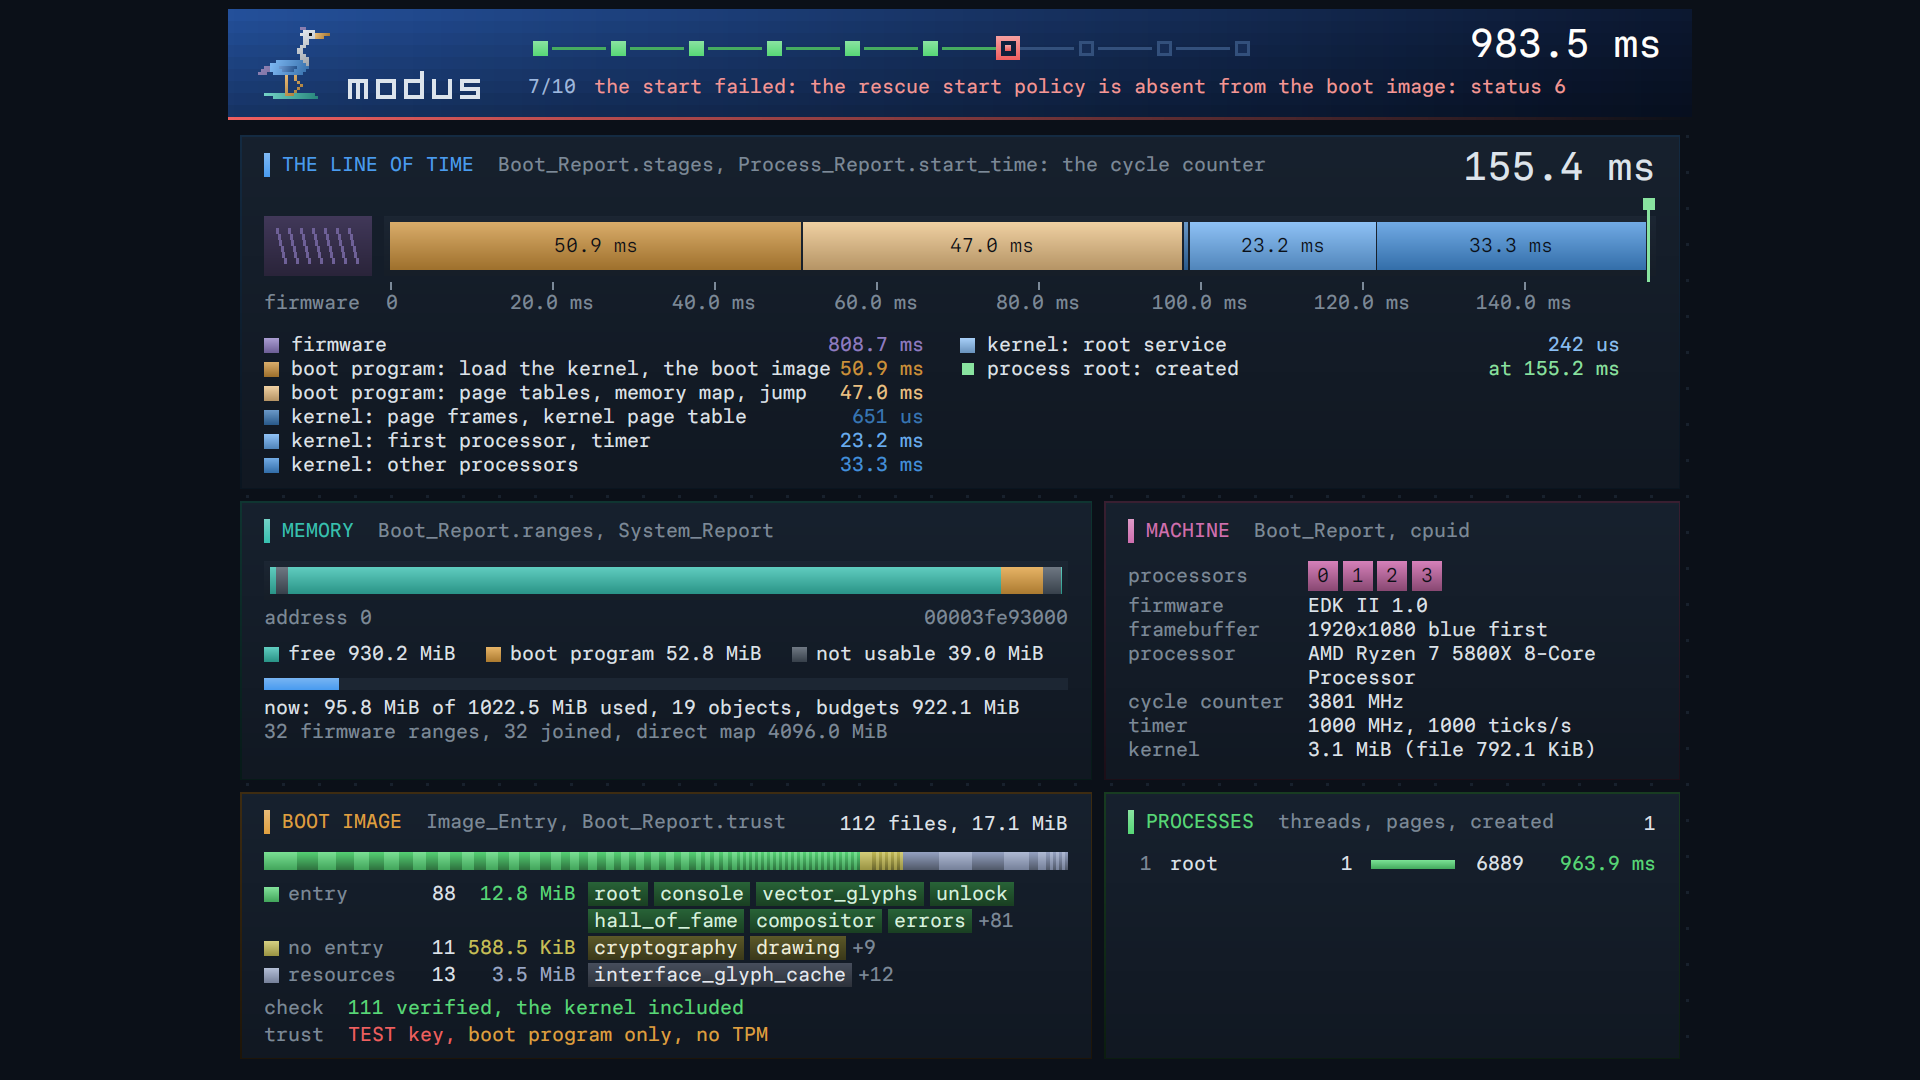 modus
983.5 ms
7/10 the start failed: the rescue start policy is absent from the boot image: status 6
THE LINE OF TIME Boot_Report.stages, Process_Report.start_time: the cycle counter 155.4 ms
50.9 ms 47.0 ms 23.2 ms 33.3 ms
firmware 0 20.0 ms 40.0 ms 60.0 ms 80.0 ms 100.0 ms 120.0 ms 140.0 ms
firmware 808.7 ms
boot program: load the kernel, the boot image 50.9 ms
boot program: page tables, memory map, jump 47.0 ms
kernel: page frames, kernel page table 651 us
kernel: first processor, timer 23.2 ms
kernel: other processors 33.3 ms
kernel: root service 242 us
process root: created at 155.2 ms
MEMORY Boot_Report.ranges, System_Report
address 0 00003fe93000
free 930.2 MiB boot program 52.8 MiB not usable 39.0 MiB
now: 95.8 MiB of 1022.5 MiB used, 19 objects, budgets 922.1 MiB
32 firmware ranges, 32 joined, direct map 4096.0 MiB
MACHINE Boot_Report, cpuid
processors 0 1 2 3
firmware EDK II 1.0
framebuffer 1920x1080 blue first
processor AMD Ryzen 7 5800X 8-Core
Processor
cycle counter 3801 MHz
timer 1000 MHz, 1000 ticks/s
kernel 3.1 MiB (file 792.1 KiB)
BOOT IMAGE Image_Entry, Boot_Report.trust 112 files, 17.1 MiB
entry 88 12.8 MiB root console vector_glyphs unlock
hall_of_fame compositor errors +81
no entry 11 588.5 KiB cryptography drawing +9
resources 13 3.5 MiB interface_glyph_cache +12
check 111 verified, the kernel included
trust TEST key, boot program only, no TPM
PROCESSES threads, pages, created 1
1 root 1 6889 963.9 ms